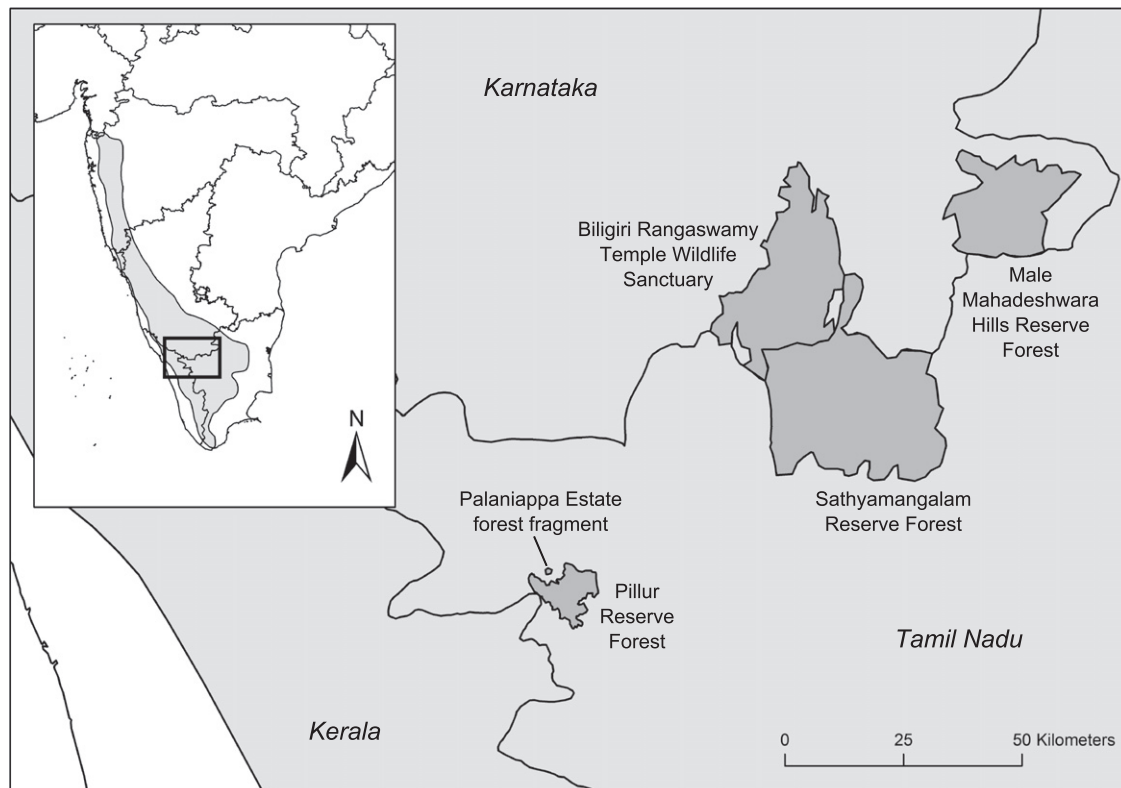 Karnataka
Biligiri Rangaswamy
Temple Wildlife
Sanctuary
Male
Mahadeshwara
Hills Reserve
Forest
N
Palaniappa Estate
forest fragment
Sathyamangalam
Reserve Forest
Pillur
Reserve
Forest
Tamil Nadu
Kerala
0 25 50 Kilometers